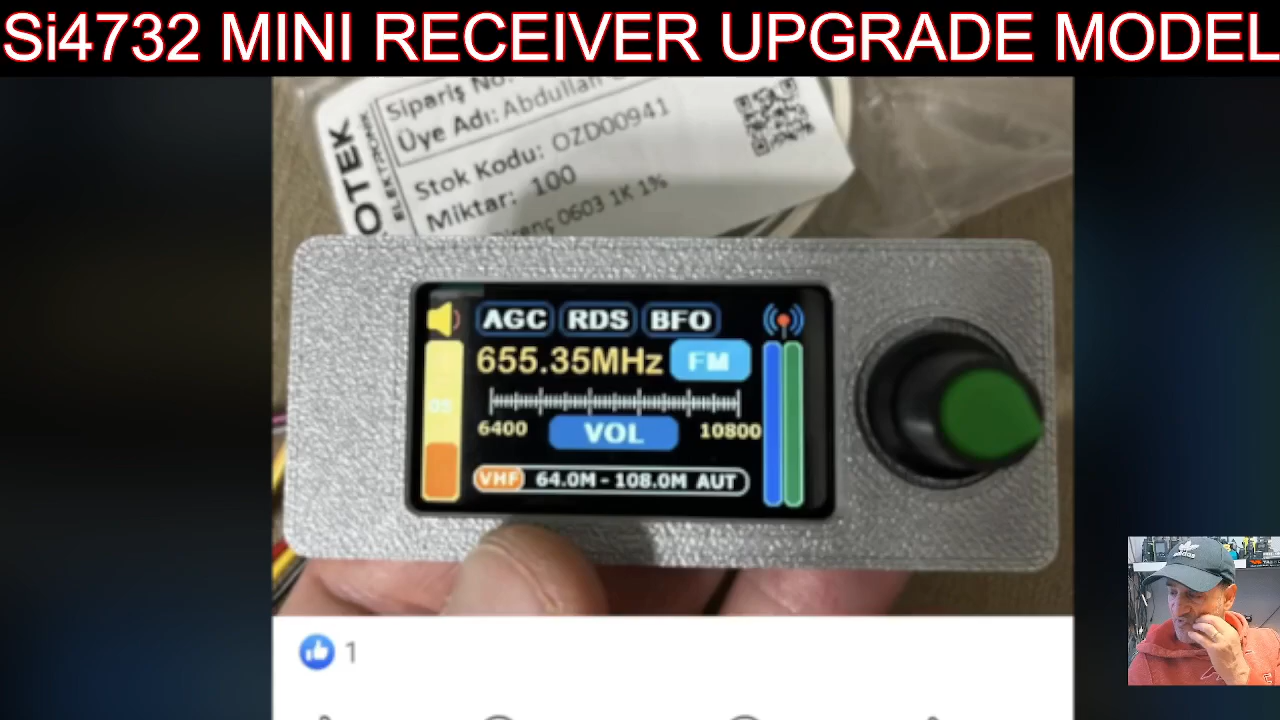 Si4732 MINI RECEIVER UPGRADE MODEL
Sipariş No:
Üye Adı: Abdullah
Stok Kodu: OZD00941
Miktar: 100
0603 1K 1%
OTEK
AGC RDS BFO
655.35MHz FM
6400 VOL 10800
VHF 64.0M - 108.0M AUT
1